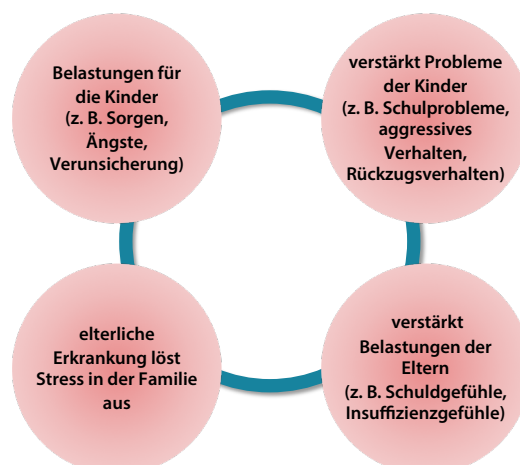 Belastungen für
die Kinder
(z. B. Sorgen,
Ängste,
Verunsicherung)
verstärkt Probleme
der Kinder
(z. B. Schulprobleme,
aggressives
Verhalten,
Rückzugsverhalten)
elterliche
Erkrankung löst
Stress in der Familie
aus
verstärkt
Belastungen der
Eltern
(z. B. Schuldgefühle,
Insuffizienzgefühle)